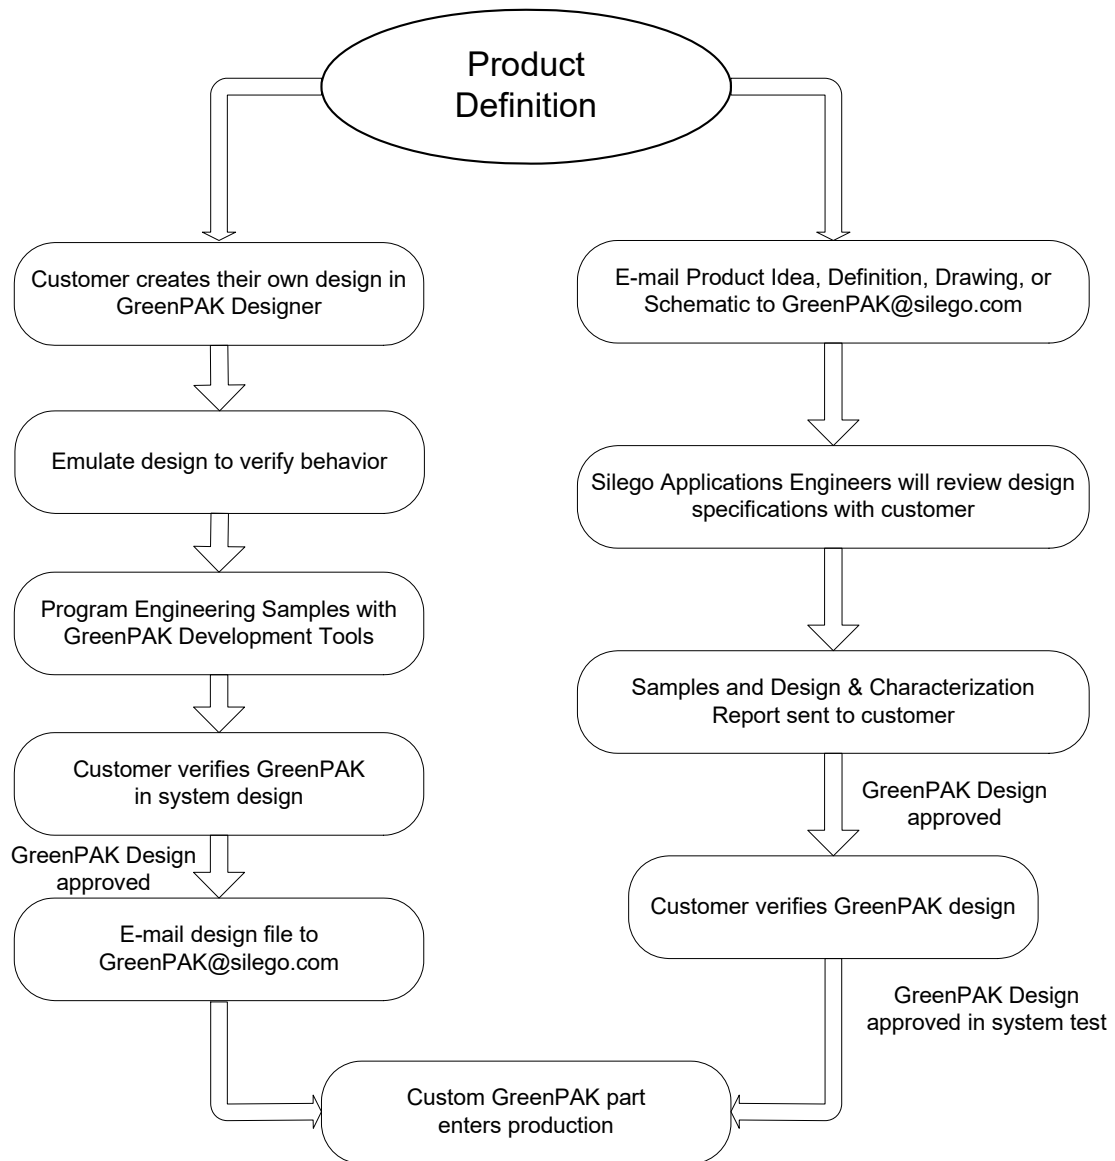 Product
Definition
Customer creates their own design in
GreenPAK Designer
Emulate design to verify behavior
Program Engineering Samples with
GreenPAK Development Tools
Customer verifies GreenPAK
in system design
GreenPAK Design
approved
E-mail design file to
GreenPAK@silego.com
E-mail Product Idea, Definition, Drawing, or
Schematic to GreenPAK@silego.com
Silego Applications Engineers will review design
specifications with customer
Samples and Design & Characterization
Report sent to customer
GreenPAK Design
approved
Customer verifies GreenPAK design
GreenPAK Design
approved in system test
Custom GreenPAK part
enters production